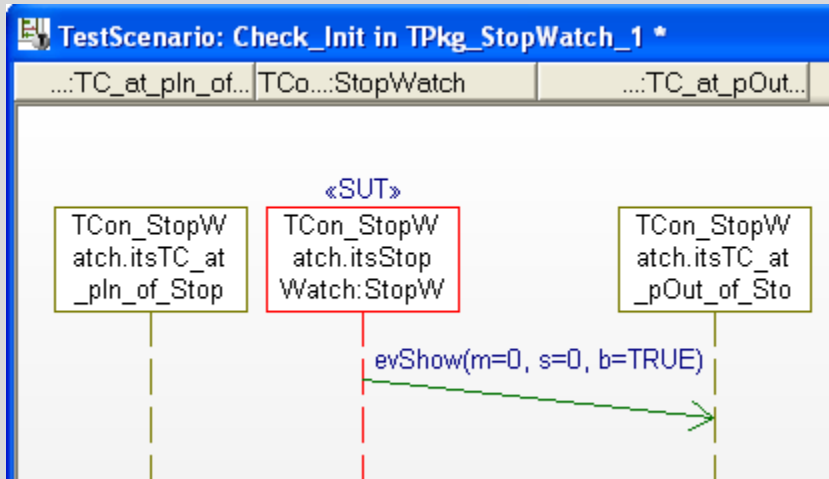 TestScenario: Check_Init in TPkg_StopWatch_1 *
...:TC_at_pIn_of... TCo...:StopWatch ...:TC_at_pOut...
«SUT»
TCon_StopW
atch.itsTC_at
_pIn_of_Stop
TCon_StopW
atch.itsStop
Watch:StopW
TCon_StopW
atch.itsTC_at
_pOut_of_Sto
evShow(m=0, s=0, b=TRUE)